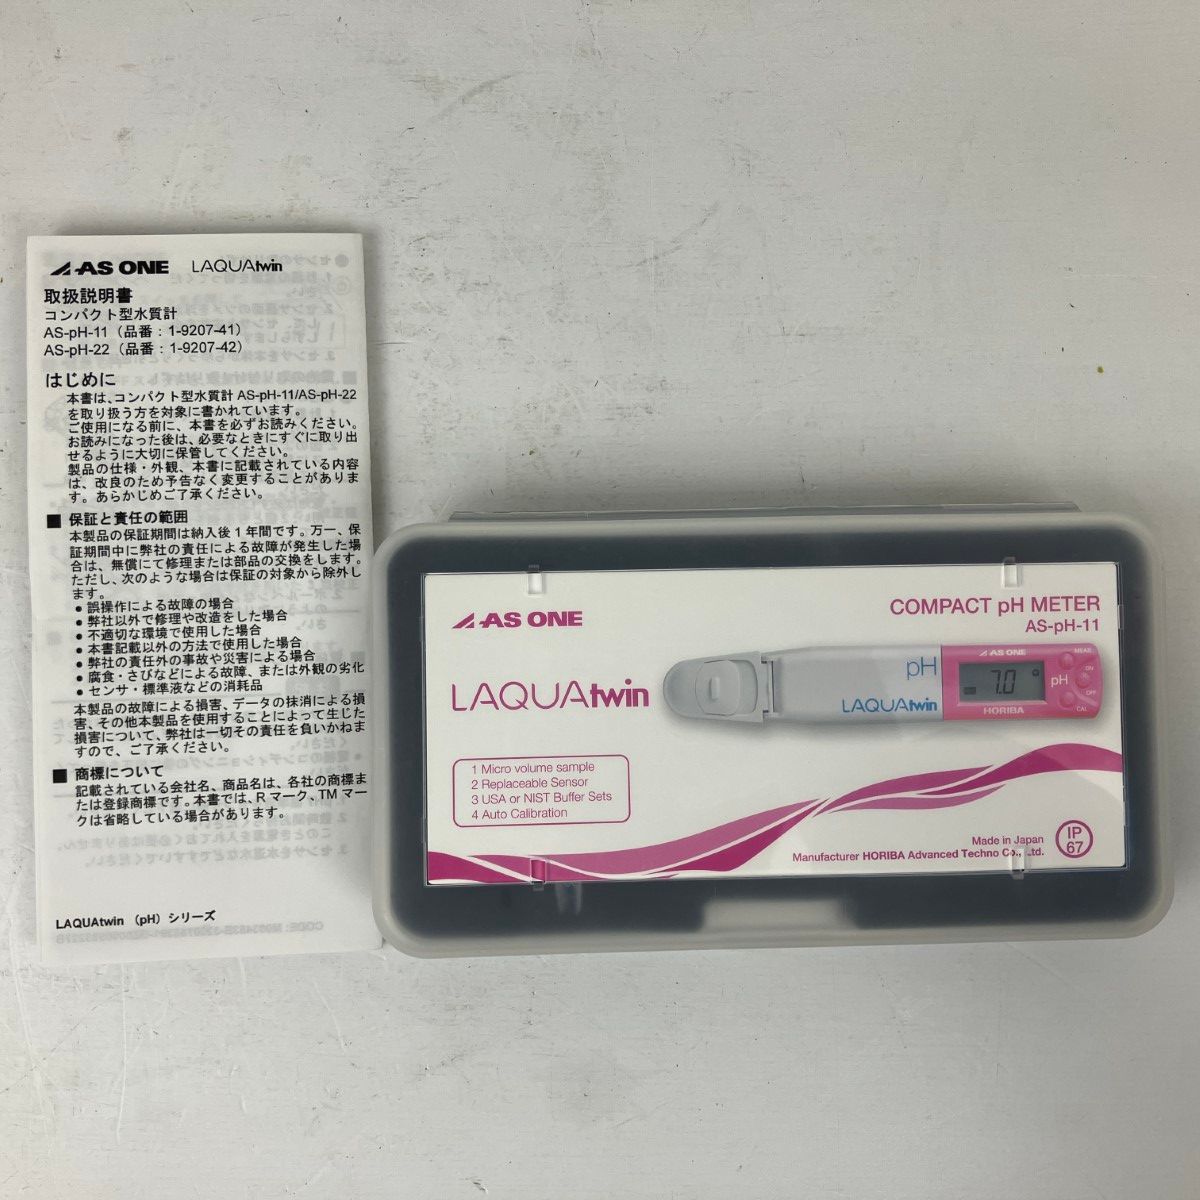 AS ONE LAQUAtwin
取扱説明書
コンパクト型水質計
AS-pH-11（品番：1-9207-41）
AS-pH-22（品番：1-9207-42）
はじめに
本書は、コンパクト型水質計 AS-pH-11/AS-pH-22
を取り扱う方を対象に書かれています。
ご使用になる前に、本書を必ずお読みください。
お読みになった後は、必要なときにすぐに取り出
せるように大切に保管してください。
製品の仕様・外観、本書に記載されている内容
は、改良のため予告なく変更することがありま
す。あらかじめご了承ください。
■ 保証と責任の範囲
本製品の保証期間は納入後1年間です。万一、保
証期間中に弊社の責任による故障が発生した場
合は、無償にて修理または部品の交換をします。
ただし、次のような場合は保証の対象から除外し
ます。
● 誤操作による故障の場合
● 弊社以外で修理や改造をした場合
● 不適切な環境で使用した場合
● 本書記載以外の方法で使用した場合
● 弊社の責任外の事故や災害による場合
● 腐食・さびなどによる故障、または外観の劣化
● センサ・標準液などの消耗品
本製品の故障による損害、データの抹消による損
害、その他本製品を使用することによって生じた
損害について、弊社は一切その責任を負いかねま
すので、ご了承ください。
■ 商標について
記載されている会社名、商品名は、各社の商標ま
たは登録商標です。本書では、Rマーク、TMマー
クは省略している場合があります。
LAQUAtwin （pH）シリーズ
AS ONE
COMPACT pH METER
AS-pH-11
LAQUAtwin
pH
LAQUAtwin
AS ONE
7.0
pH
HORIBA
MEAS
ON
OFF
CAL
1 Micro volume sample
2 Replaceable Sensor
3 USA or NIST Buffer Sets
4 Auto Calibration
Made in Japan
Manufacturer HORIBA Advanced Techno Co., Ltd.
IP
67